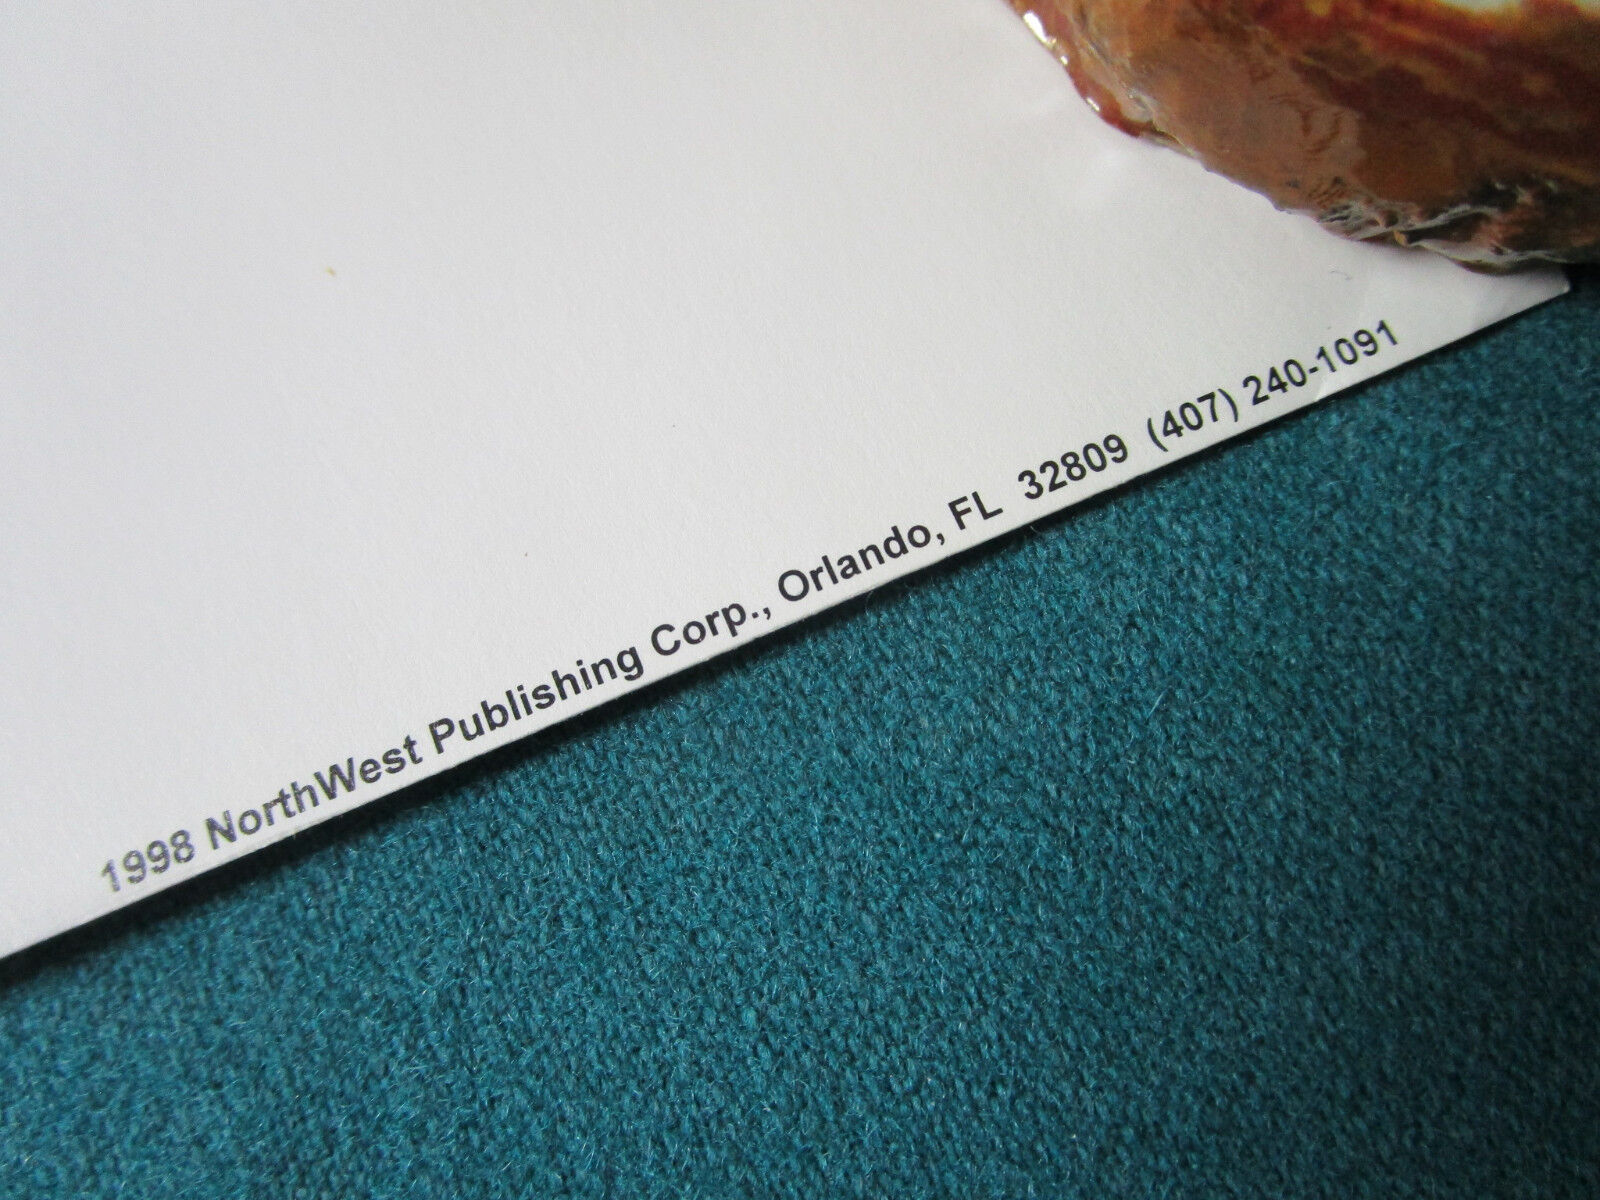 1998 NorthWest Publishing Corp., Orlando, FL 32809 (407) 240-1091